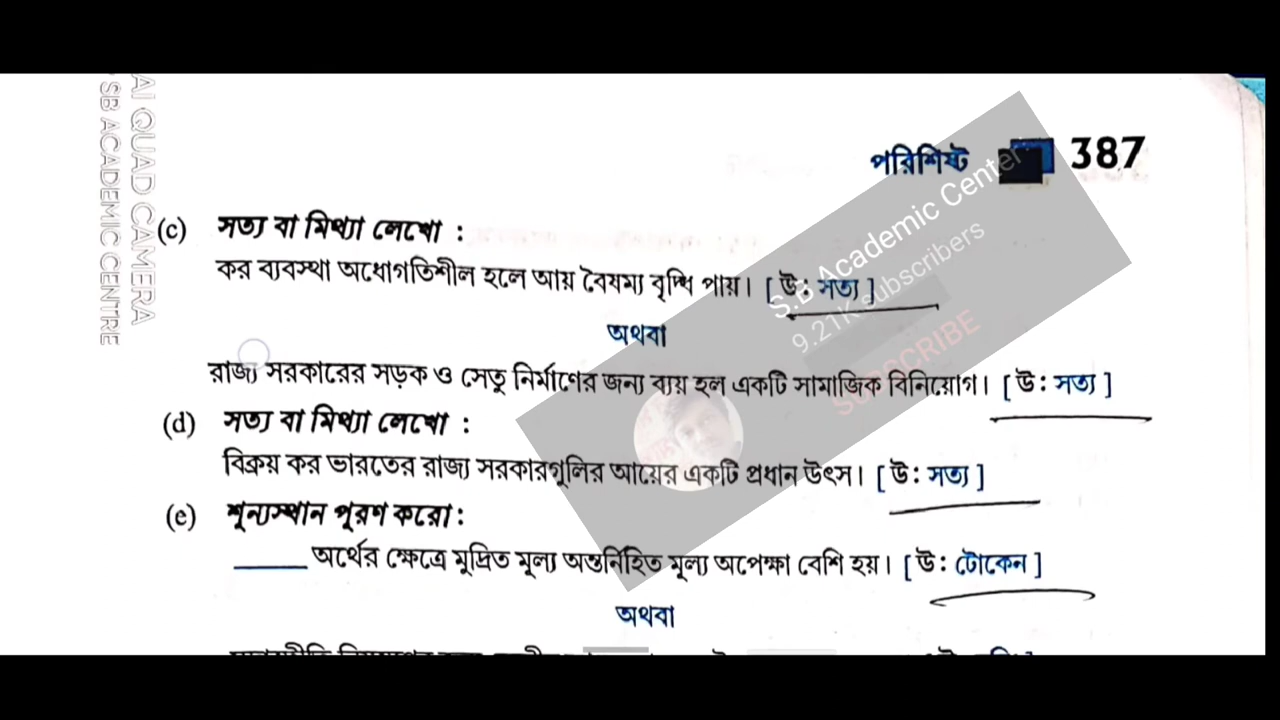 AI QUAD CAMERA
SB ACADEMIC CENTRE
পরিশিষ্ট 387
(c) সত্য বা মিথ্যা লেখো :
কর ব্যবস্থা অধোগতিশীল হলে আয় বৈষম্য বৃদ্ধি পায়। [ উ: সত্য ]
অথবা
রাজ্য সরকারের সড়ক ও সেতু নির্মাণের জন্য ব্যয় হল একটি সামাজিক বিনিয়োগ। [ উ: সত্য ]
(d) সত্য বা মিথ্যা লেখো :
বিক্রয় কর ভারতের রাজ্য সরকারগুলির আয়ের একটি প্রধান উৎস। [ উ: সত্য ]
(e) শূন্যস্থান পূরণ করো :
______ অর্থের ক্ষেত্রে মুদ্রিত মূল্য অন্তর্নিহিত মূল্য অপেক্ষা বেশি হয়। [ উ: টোকেন ]
অথবা
S.B Academic Center
9.21K subscribers
SUBSCRIBE